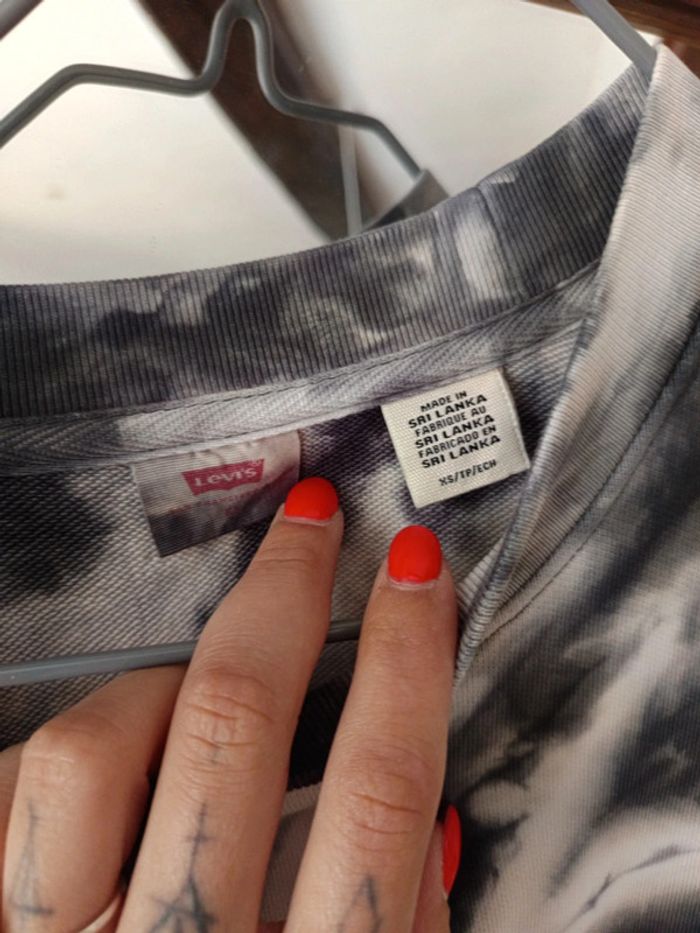 Levi's
MADE IN
SRI LANKA
FABRIQUE AU
SRI LANKA
FABRICADO EN
SRI LANKA
XS/TP/ECH